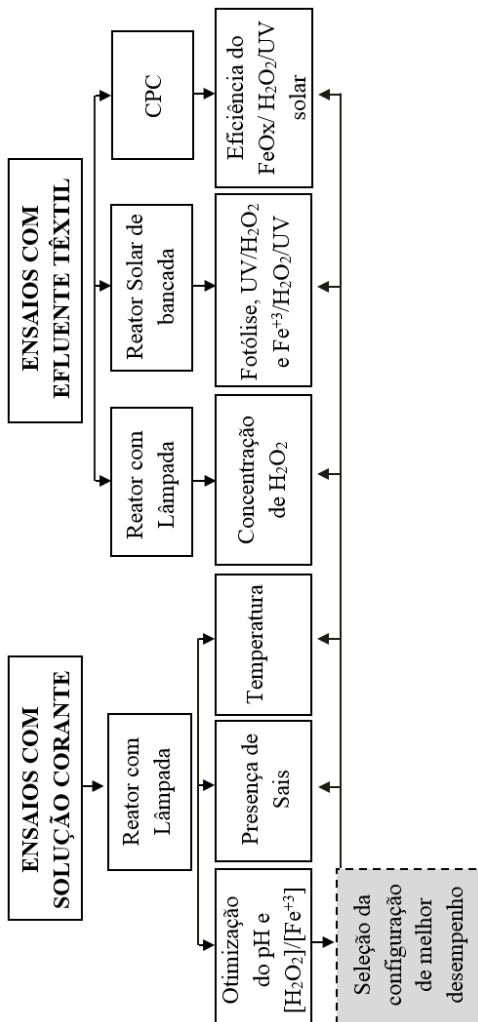 ENSAIOS COM
SOLUÇÃO CORANTE
Reator com
Lâmpada
Otimização
do pH e
[H₂O₂]/[Fe⁺³]
Presença de
Sais
Temperatura
Seleção da
configuração
de melhor
desempenho
ENSAIOS COM
EFLUENTE TÊXTIL
Reator com
Lâmpada
Reator Solar de
bancada
CPC
Concentração
de H₂O₂
Fotólise, UV/H₂O₂
e Fe⁺³/H₂O₂/UV
Eficiência do
FeOx/ H₂O₂/UV
solar